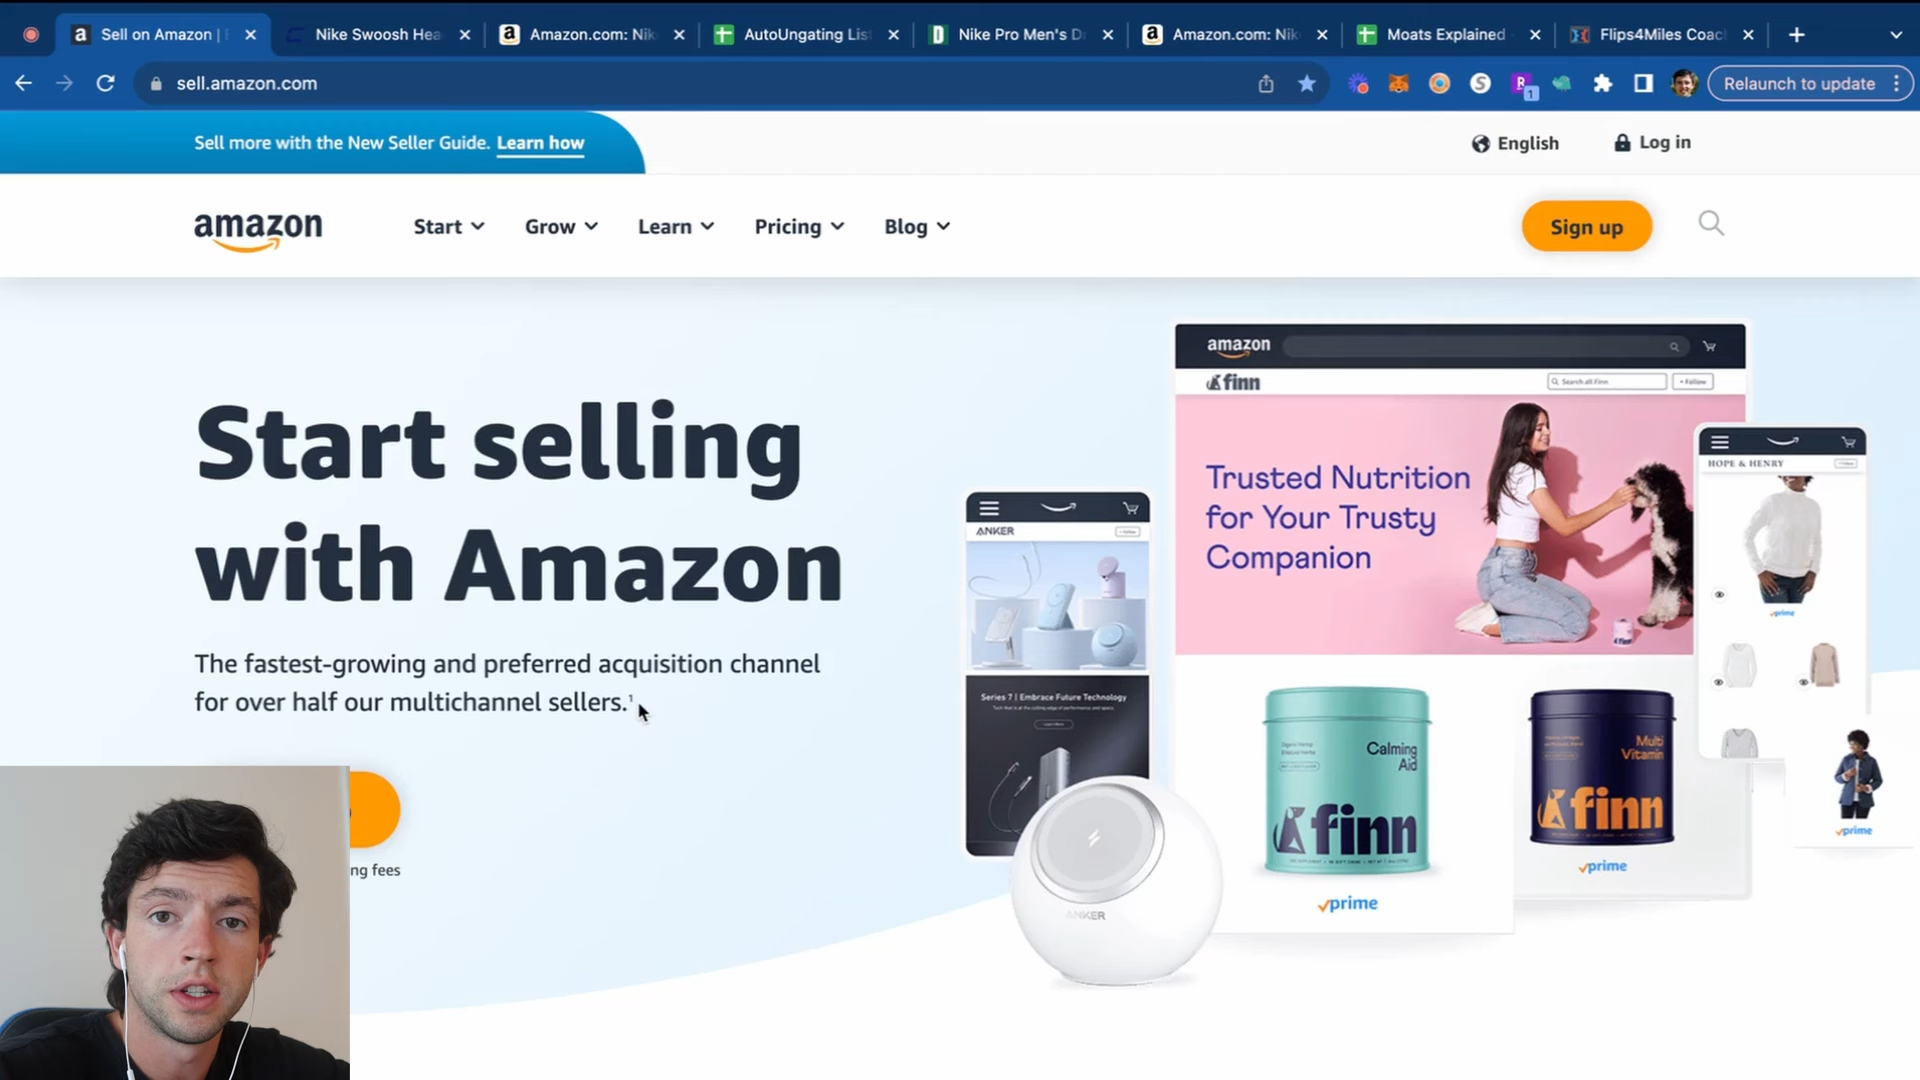 Sell on Amazon |
Nike Swoosh Hea
Amazon.com: Nik
AutoUngating Lis
Nike Pro Men's D
Amazon.com: Nik
Moats Explained
Flips4Miles Coac
sell.amazon.com
Relaunch to update
Sell more with the New Seller Guide. Learn how
English
Log in
amazon
Start
Grow
Learn
Pricing
Blog
Sign up
Start selling
with Amazon
The fastest-growing and preferred acquisition channel
for over half our multichannel sellers.¹
ng fees
amazon
finn
Search all Finn
+ Follow
Trusted Nutrition
for Your Trusty
Companion
ANKER
Series 7 | Embrace Future Technology
ANKER
Calming
Aid
finn
prime
Multi
Vitamin
finn
prime
HOPE & HENRY
prime
prime